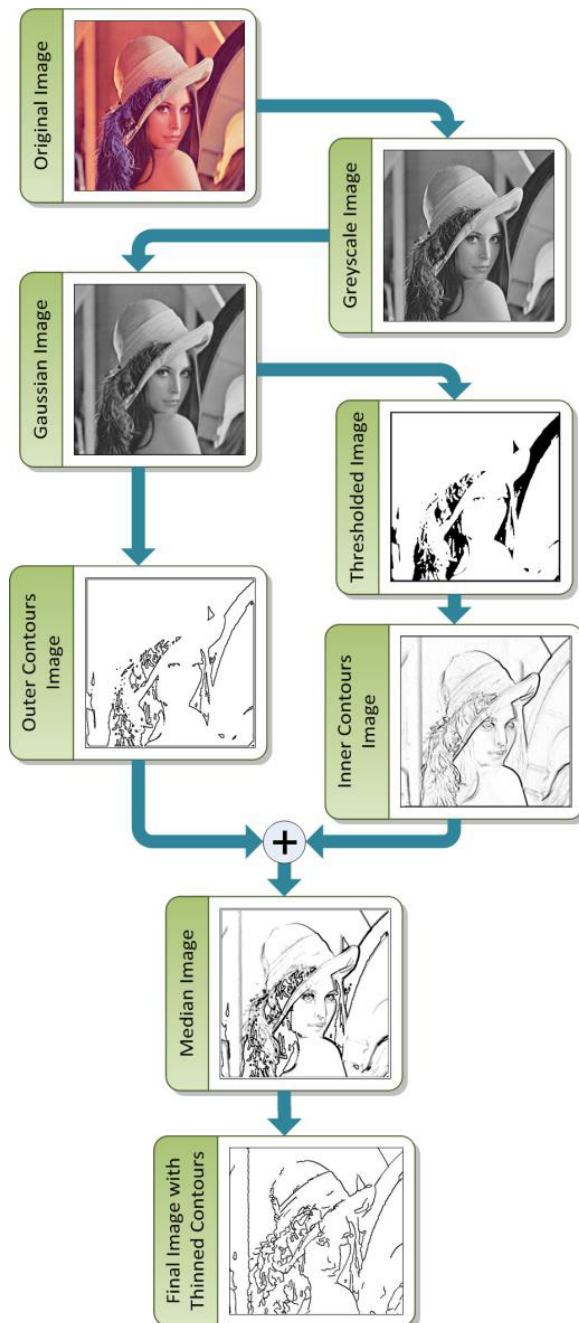 Original Image
Greyscale Image
Gaussian Image
Thresholded Image
Outer Contours
Image
Inner Contours
Image
+
Median Image
Final Image with
Thinned Contours